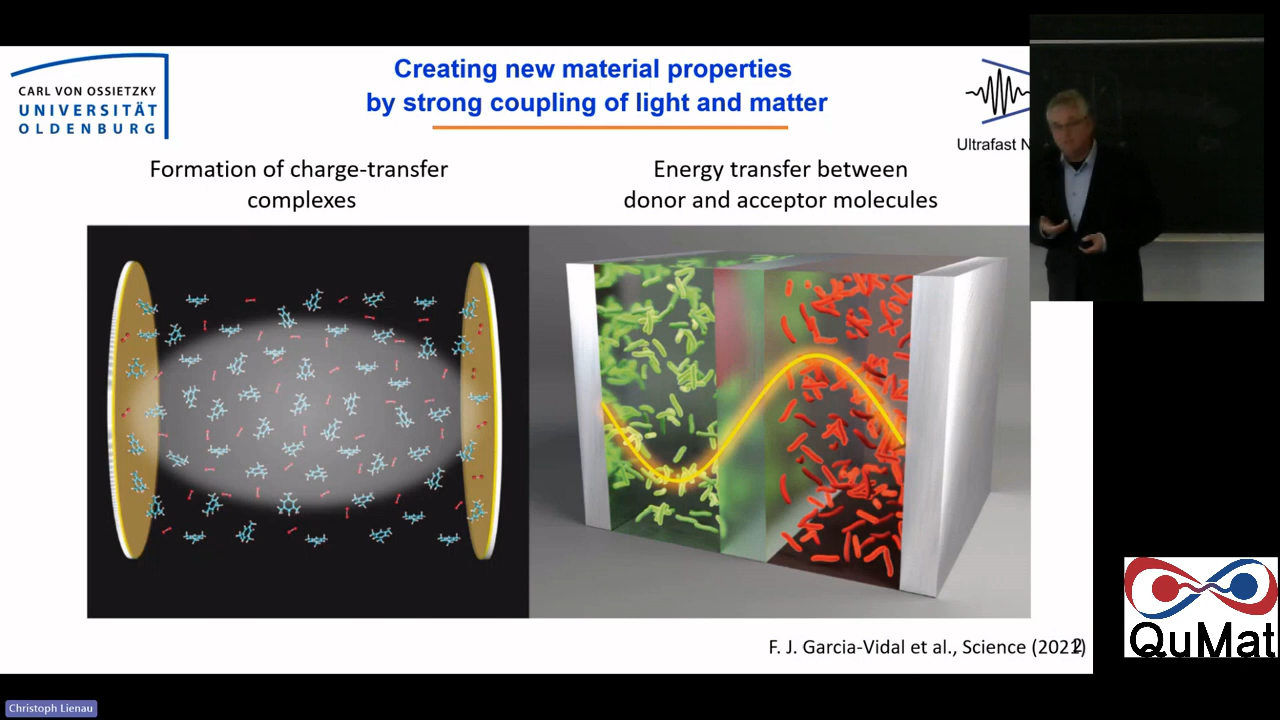 CARL VON OSSIETZKY
UNIVERSITÄT
OLDENBURG
Creating new material properties
by strong coupling of light and matter
Ultrafast N
Formation of charge-transfer
complexes
Energy transfer between
donor and acceptor molecules
F. J. Garcia-Vidal et al., Science (2021)
2
QuMat
Christoph Lienau